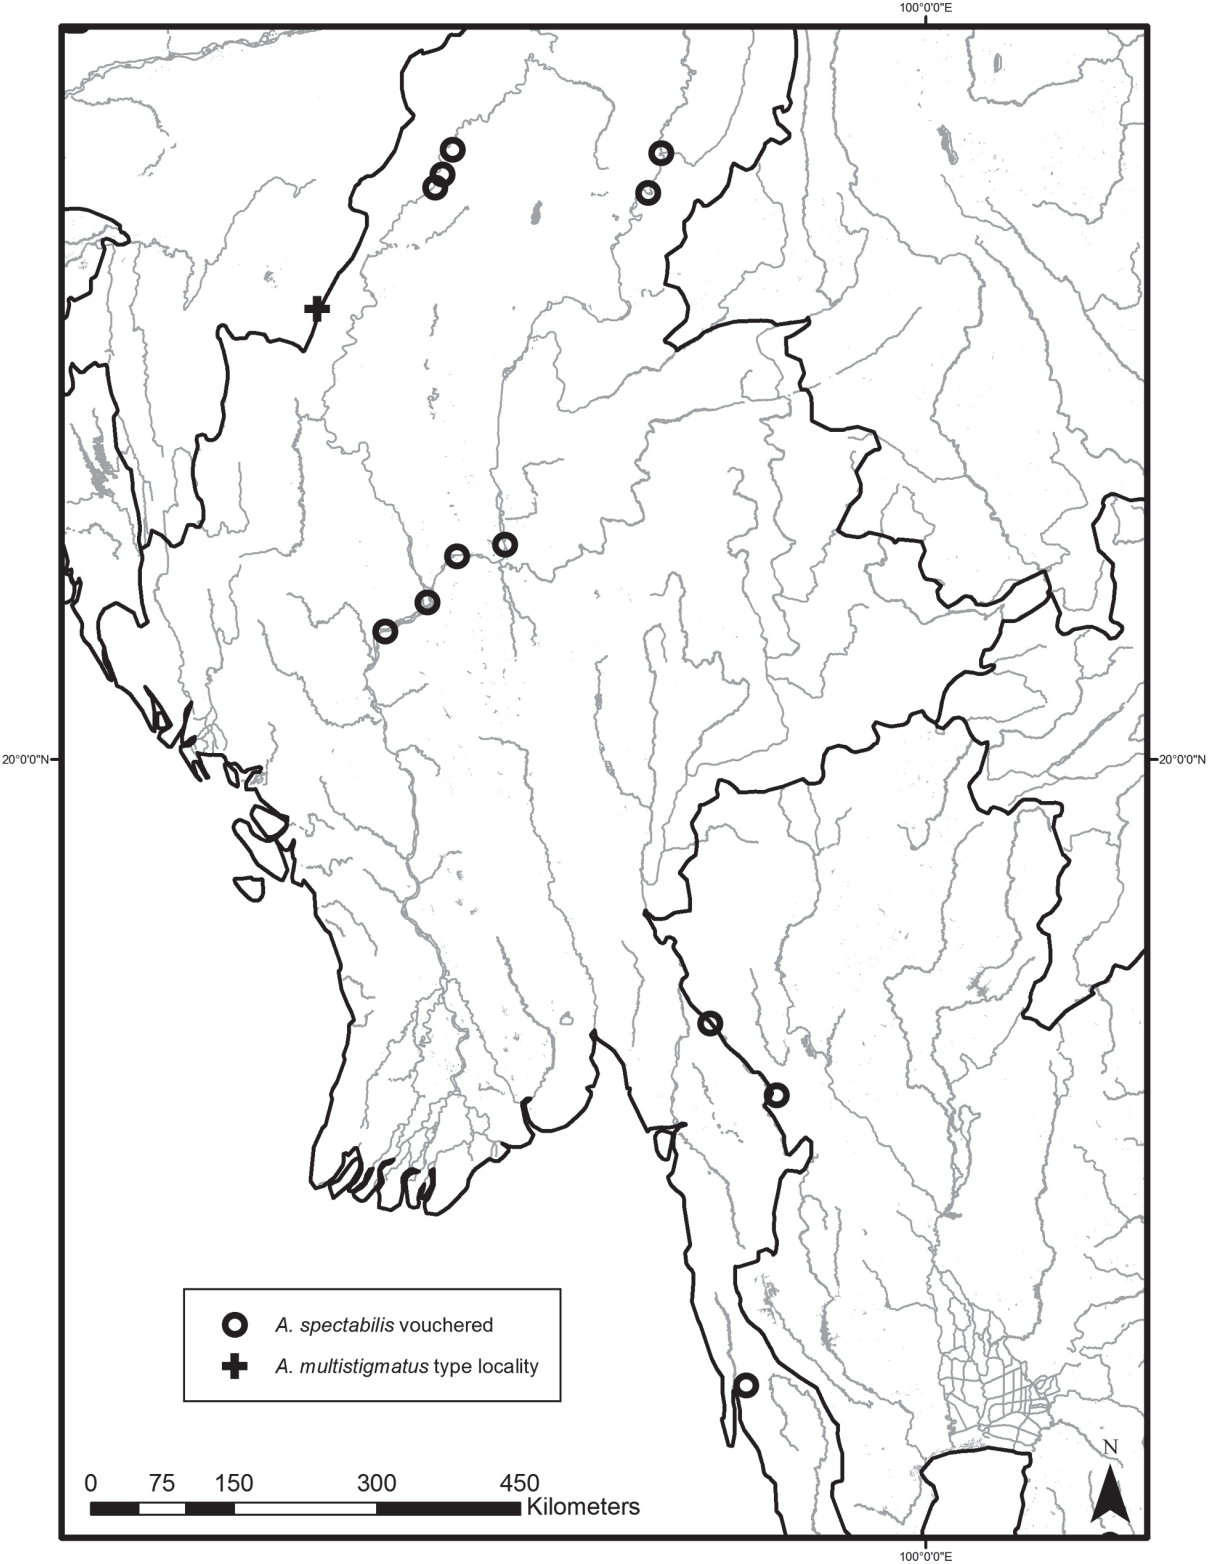 100°0'0"E
20°0'0"N
20°0'0"N
A. spectabilis vouchered
A. multistigmatus type locality
N
0 75 150 300 450
Kilometers
100°0'0"E